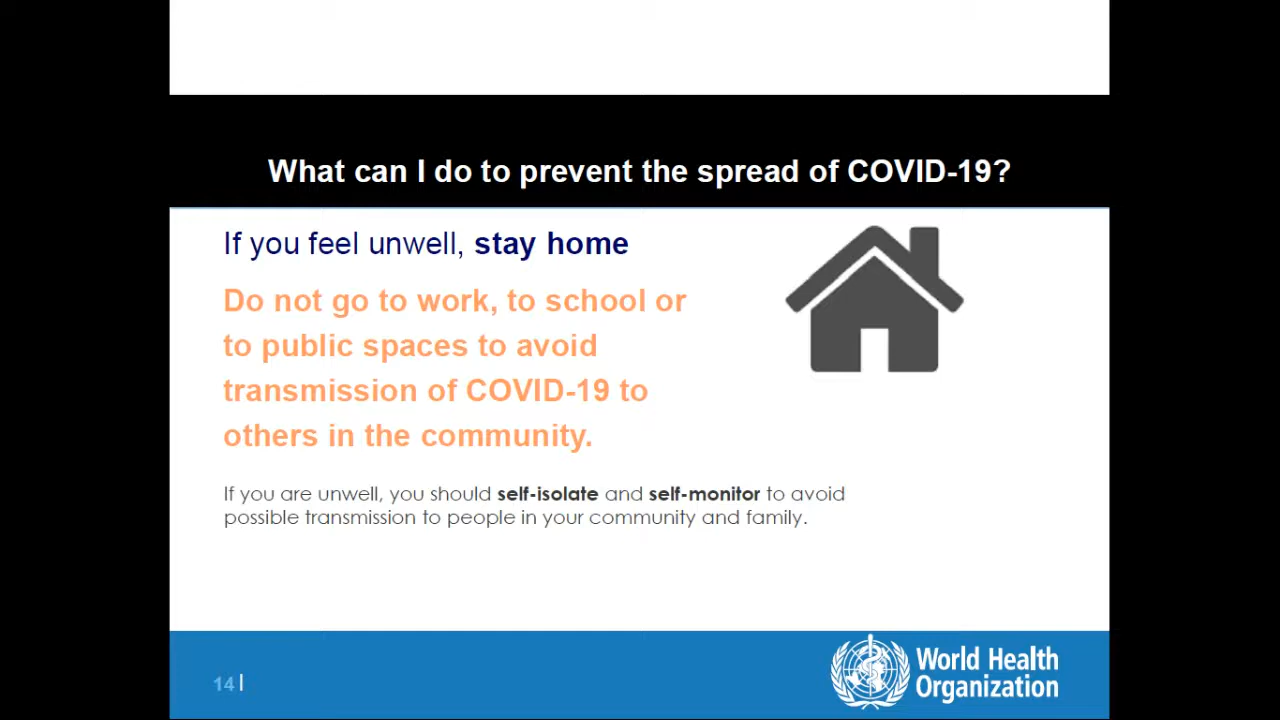 What can I do to prevent the spread of COVID-19?
If you feel unwell, stay home
Do not go to work, to school or
to public spaces to avoid
transmission of COVID-19 to
others in the community.
If you are unwell, you should self-isolate and self-monitor to avoid
possible transmission to people in your community and family.
14 |
World Health
Organization